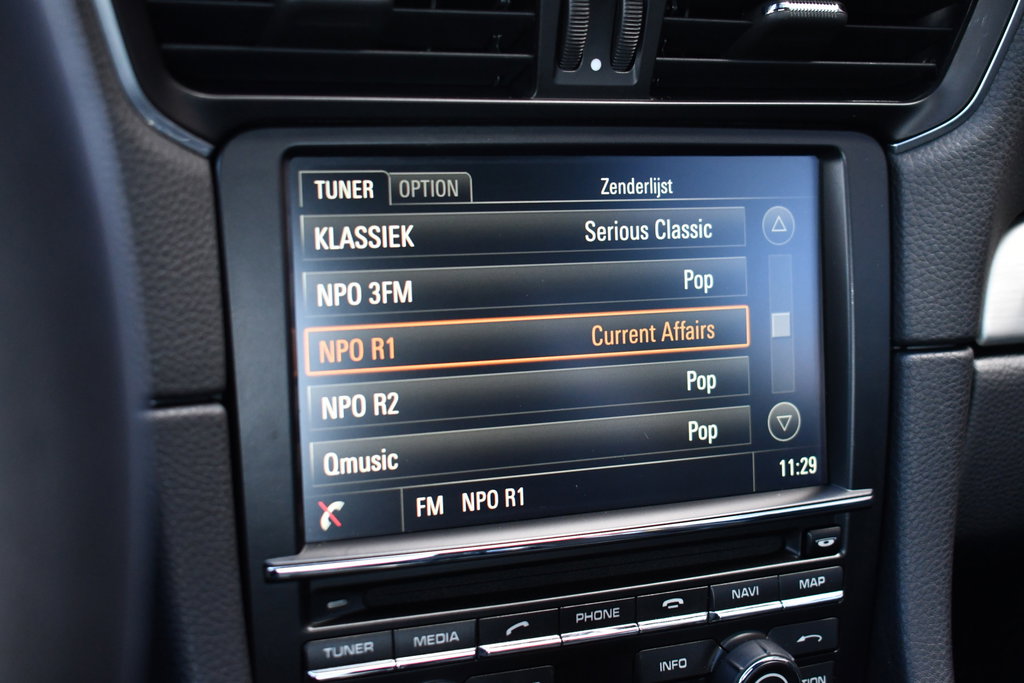 TUNER OPTION Zenderlijst
KLASSIEK Serious Classic
NPO 3FM Pop
NPO R1 Current Affairs
NPO R2 Pop
Qmusic Pop
FM NPO R1 11:29
TUNER MEDIA PHONE NAVI MAP
INFO